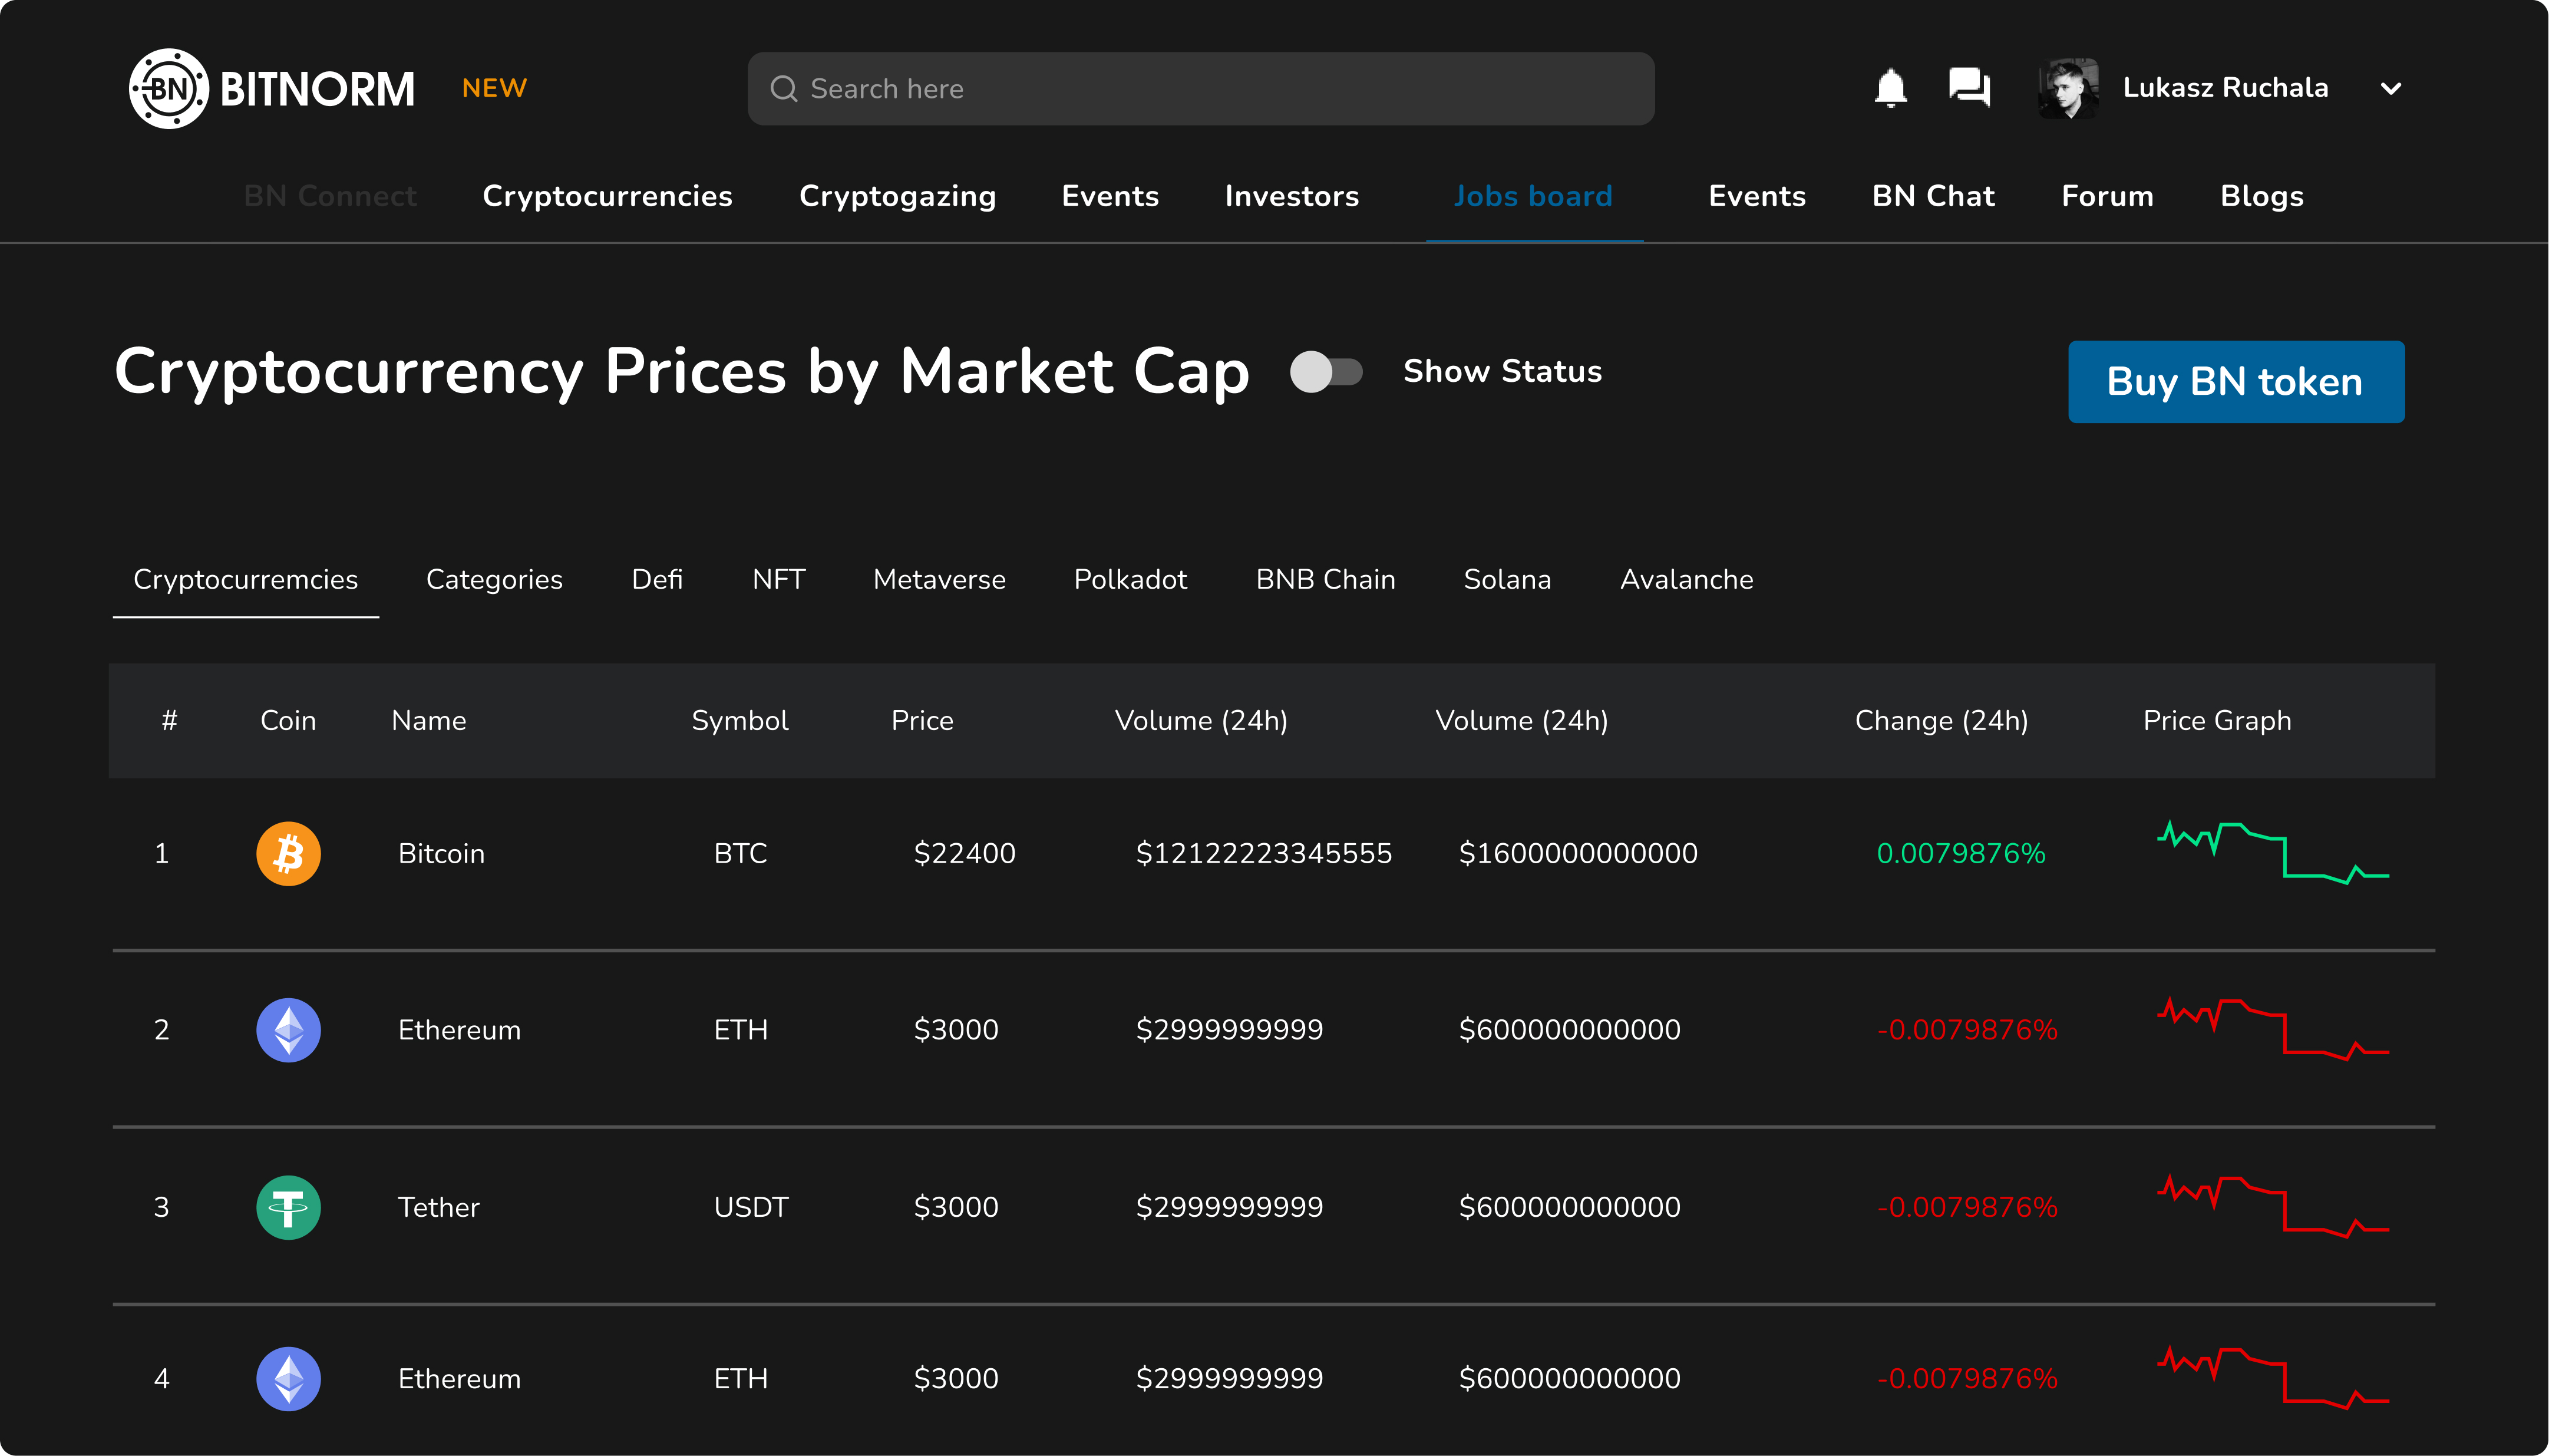 BN BITNORM NEW Search here Lukasz Ruchala
BN Connect Cryptocurrencies Cryptogazing Events Investors Jobs board Events BN Chat Forum Blogs
Cryptocurrency Prices by Market Cap Show Status Buy BN token
Cryptocurremcies Categories Defi NFT Metaverse Polkadot BNB Chain Solana Avalanche
# Coin Name Symbol Price Volume (24h) Volume (24h) Change (24h) Price Graph
1 Bitcoin BTC $22400 $12122223345555 $1600000000000 0.0079876%
2 Ethereum ETH $3000 $2999999999 $600000000000 -0.0079876%
3 Tether USDT $3000 $2999999999 $600000000000 -0.0079876%
4 Ethereum ETH $3000 $2999999999 $600000000000 -0.0079876%